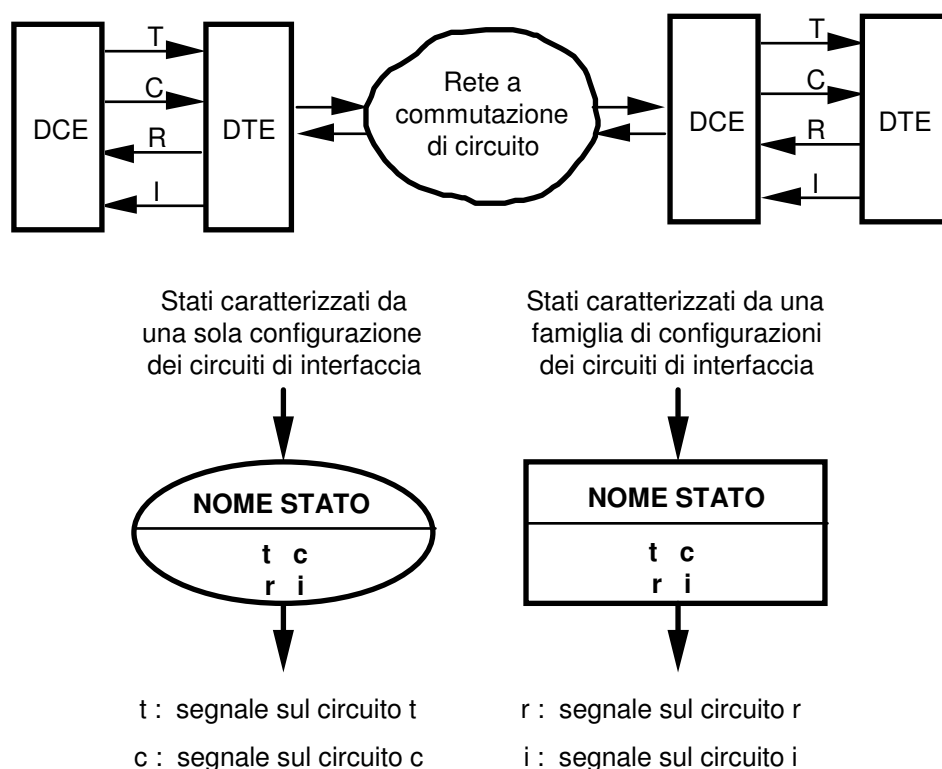 T
C
R
I
DCE
DTE
Rete a
commutazione
di circuito
DCE
T
C
R
I
DTE
Stati caratterizzati da
una sola configurazione
dei circuiti di interfaccia
Stati caratterizzati da una
famiglia di configurazioni
dei circuiti di interfaccia
NOME STATO
t c
r i
NOME STATO
t c
r i
t : segnale sul circuito t
r : segnale sul circuito r
c : segnale sul circuito c
i : segnale sul circuito i